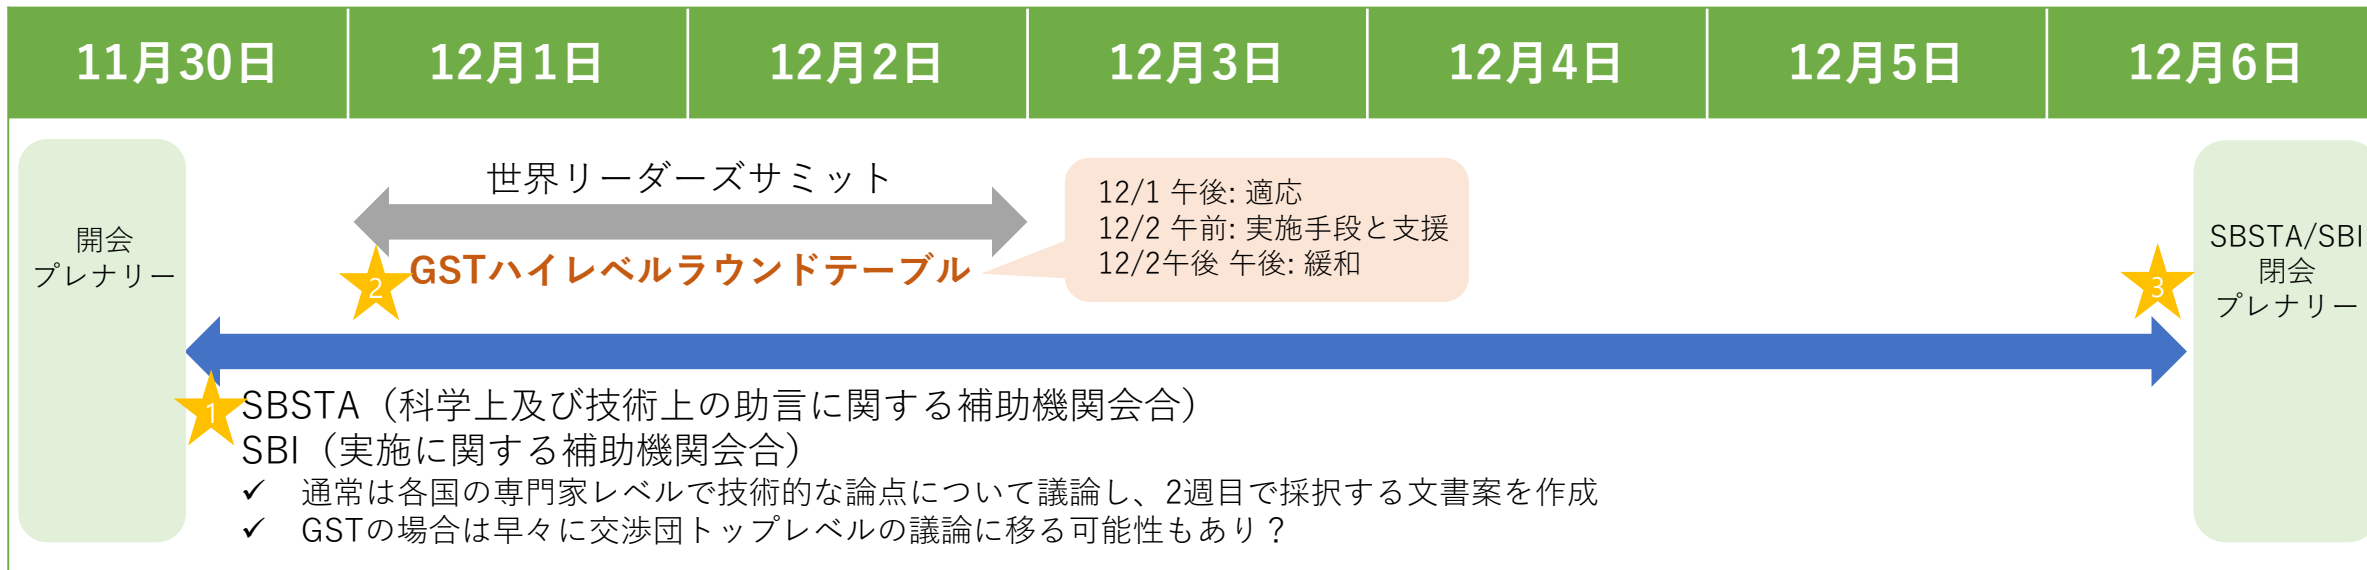 11月30日
12月1日
12月2日
12月3日
12月4日
12月5日
12月6日
開会
プレナリー
世界リーダーズサミット
2
GSTハイレベルラウンドテーブル
12/1 午後: 適応
12/2 午前: 実施手段と支援
12/2午後 午後: 緩和
3
SBSTA/SBI
閉会
プレナリー
1
SBSTA（科学上及び技術上の助言に関する補助機関会合）
SBI（実施に関する補助機関会合）
✓ 通常は各国の専門家レベルで技術的な論点について議論し、2週目で採択する文書案を作成
✓ GSTの場合は早々に交渉団トップレベルの議論に移る可能性もあり？